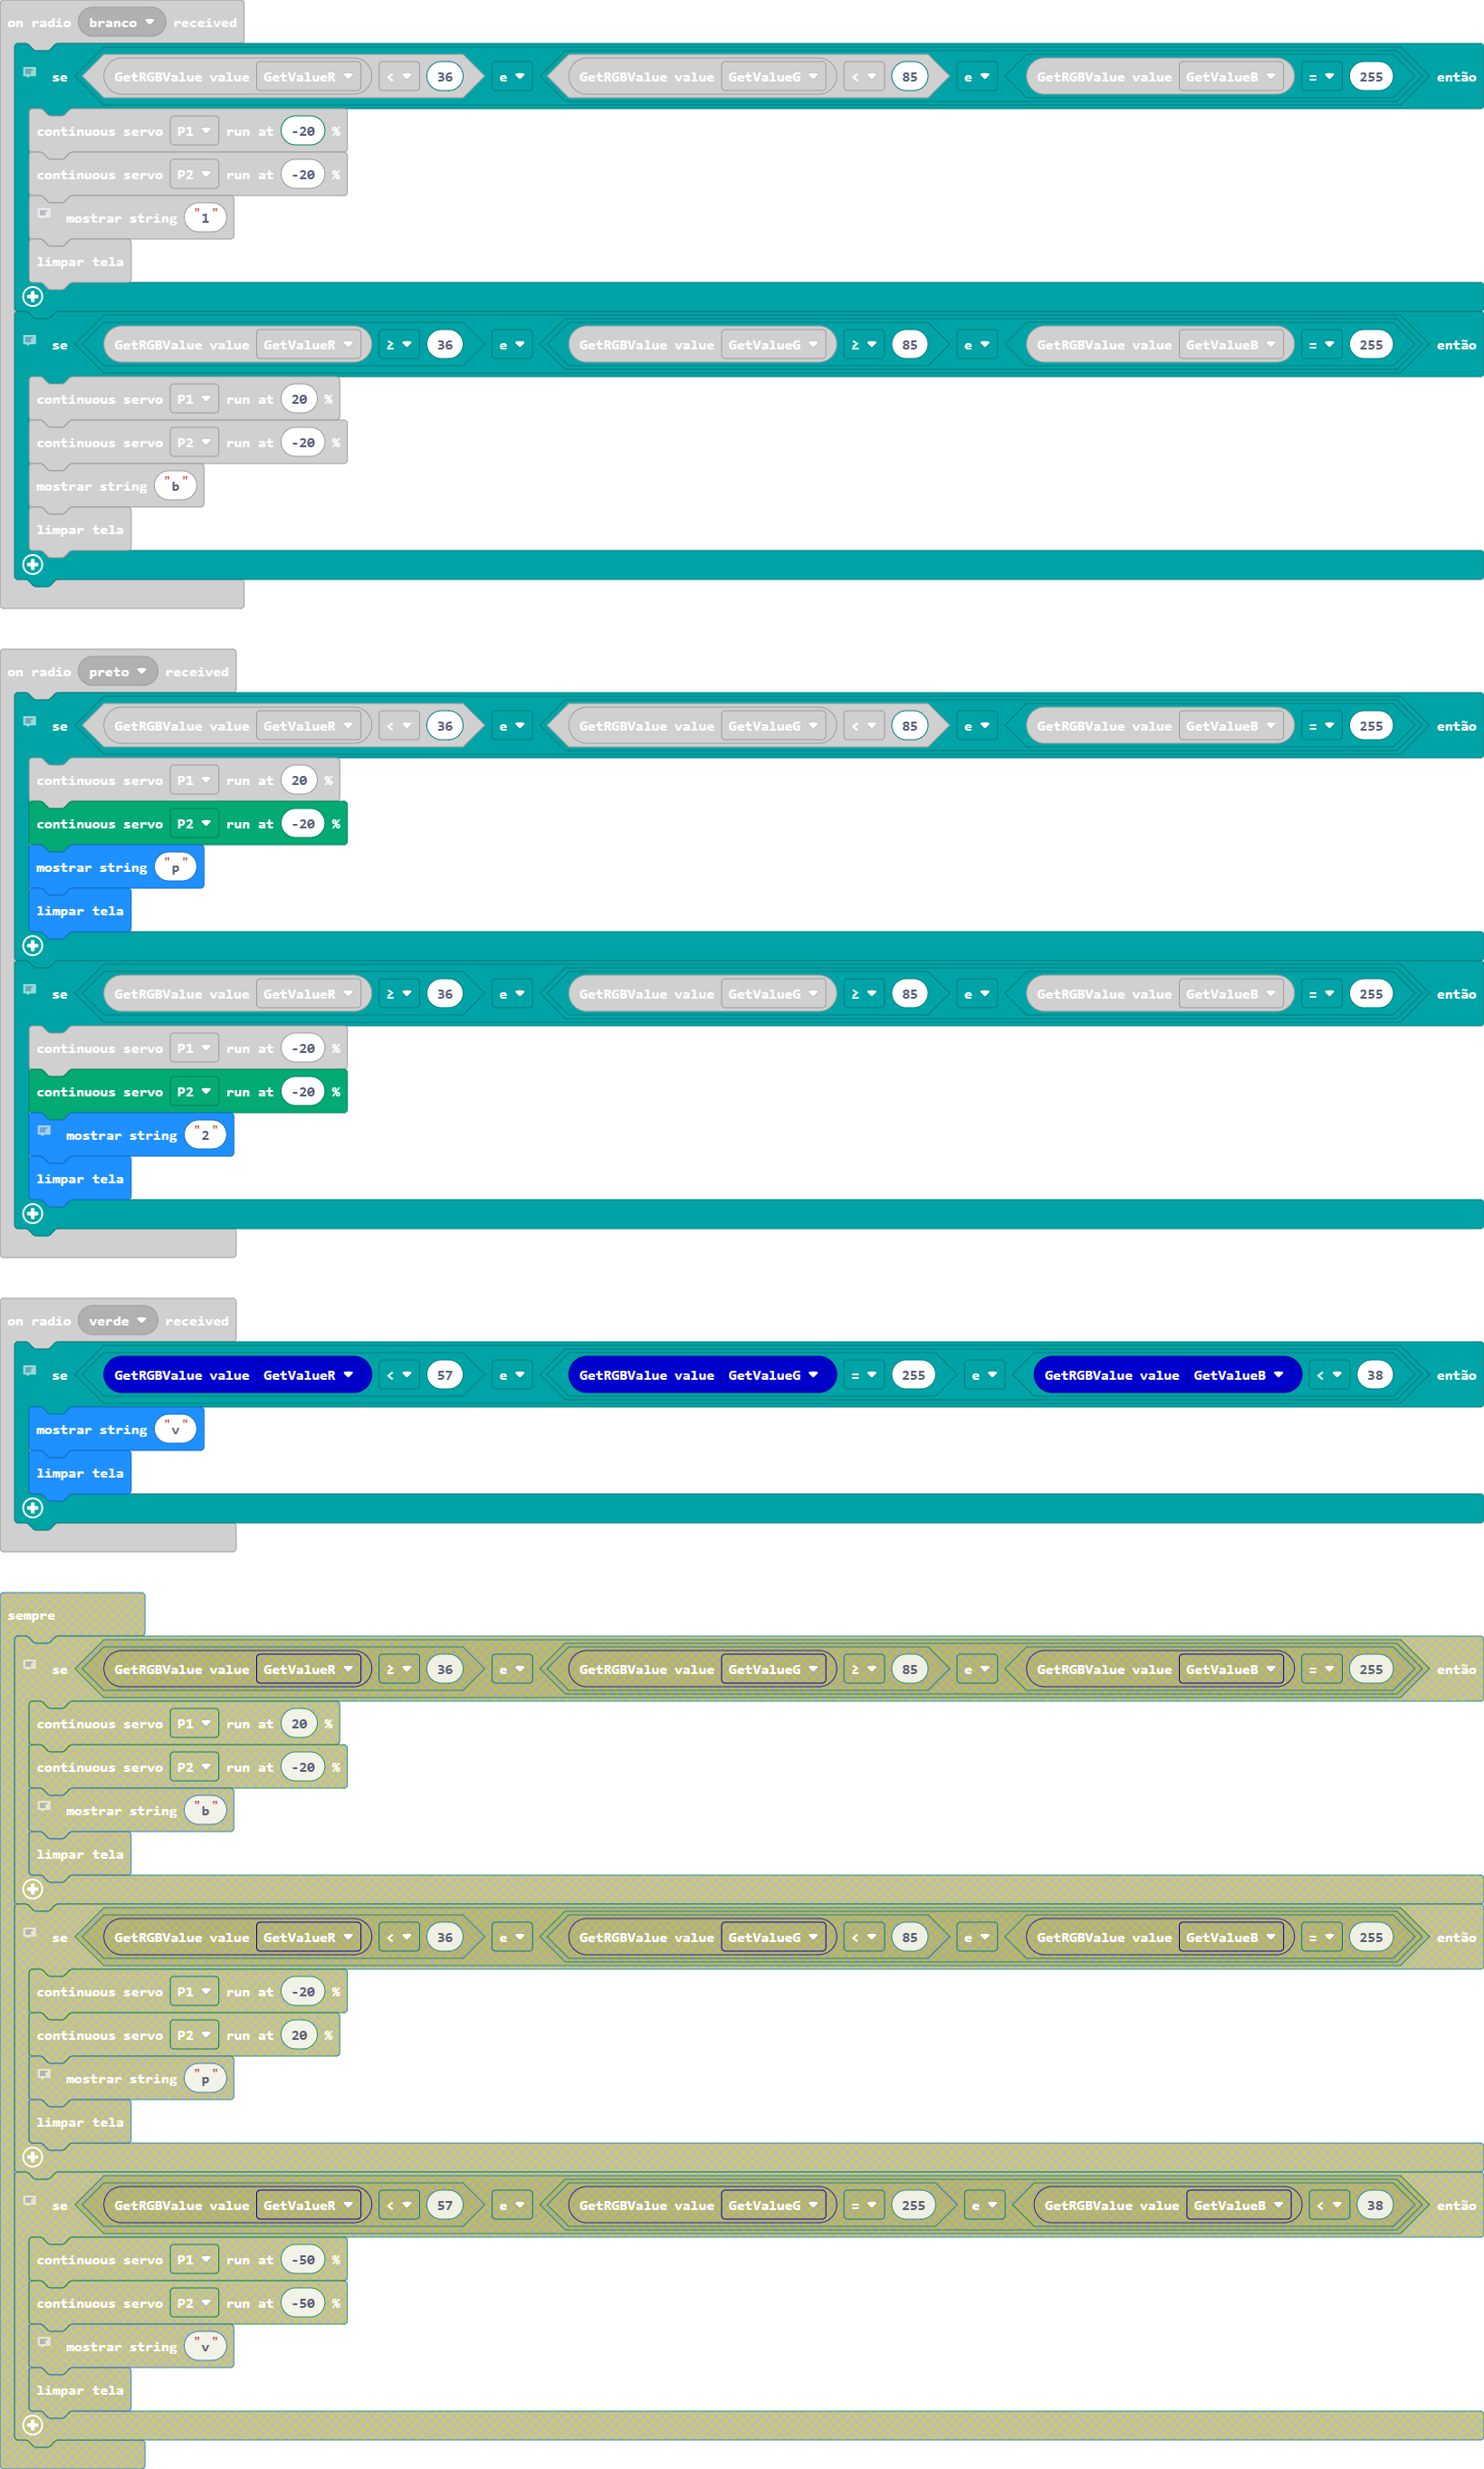 on radio branco received
se GetRGBValue value GetValueR < 36 e GetRGBValue value GetValueG < 85 e GetRGBValue value GetValueB = 255 então
continuous servo P1 run at -20 %
continuous servo P2 run at -20 %
mostrar string "1"
limpar tela
se GetRGBValue value GetValueR ≥ 36 e GetRGBValue value GetValueG ≥ 85 e GetRGBValue value GetValueB = 255 então
continuous servo P1 run at 20 %
continuous servo P2 run at -20 %
mostrar string "b"
limpar tela
on radio preto received
se GetRGBValue value GetValueR < 36 e GetRGBValue value GetValueG < 85 e GetRGBValue value GetValueB = 255 então
continuous servo P1 run at 20 %
continuous servo P2 run at -20 %
mostrar string "p"
limpar tela
se GetRGBValue value GetValueR ≥ 36 e GetRGBValue value GetValueG ≥ 85 e GetRGBValue value GetValueB = 255 então
continuous servo P1 run at -20 %
continuous servo P2 run at -20 %
mostrar string "2"
limpar tela
on radio verde received
se GetRGBValue value GetValueR < 57 e GetRGBValue value GetValueG = 255 e GetRGBValue value GetValueB < 38 então
mostrar string "v"
limpar tela
sempre
se GetRGBValue value GetValueR ≥ 36 e GetRGBValue value GetValueG ≥ 85 e GetRGBValue value GetValueB = 255 então
continuous servo P1 run at 20 %
continuous servo P2 run at -20 %
mostrar string "b"
limpar tela
se GetRGBValue value GetValueR < 36 e GetRGBValue value GetValueG < 85 e GetRGBValue value GetValueB = 255 então
continuous servo P1 run at -20 %
continuous servo P2 run at 20 %
mostrar string "p"
limpar tela
se GetRGBValue value GetValueR < 57 e GetRGBValue value GetValueG = 255 e GetRGBValue value GetValueB < 38 então
continuous servo P1 run at -50 %
continuous servo P2 run at -50 %
mostrar string "v"
limpar tela